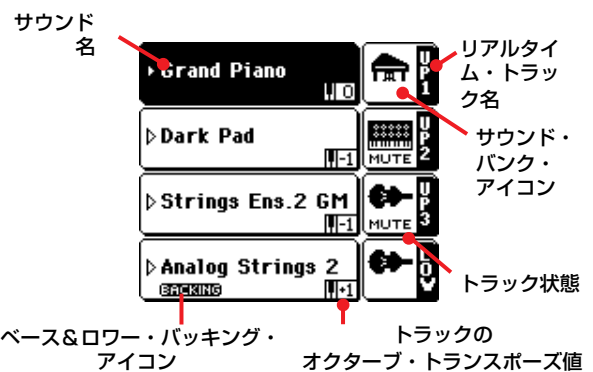 サウンド
名
リアルタイ
ム・トラッ
ク名
Grand Piano
0
UP1
サウンド・
バンク・
アイコン
Dark Pad
-1
MUTE
UP2
Strings Ens.2 GM
-1
MUTE
UP3
Analog Strings 2
BACKING
+1
LOW
トラック状態
ベース＆ロワー・バッキング・
アイコン
トラックの
オクターブ・トランスポーズ値